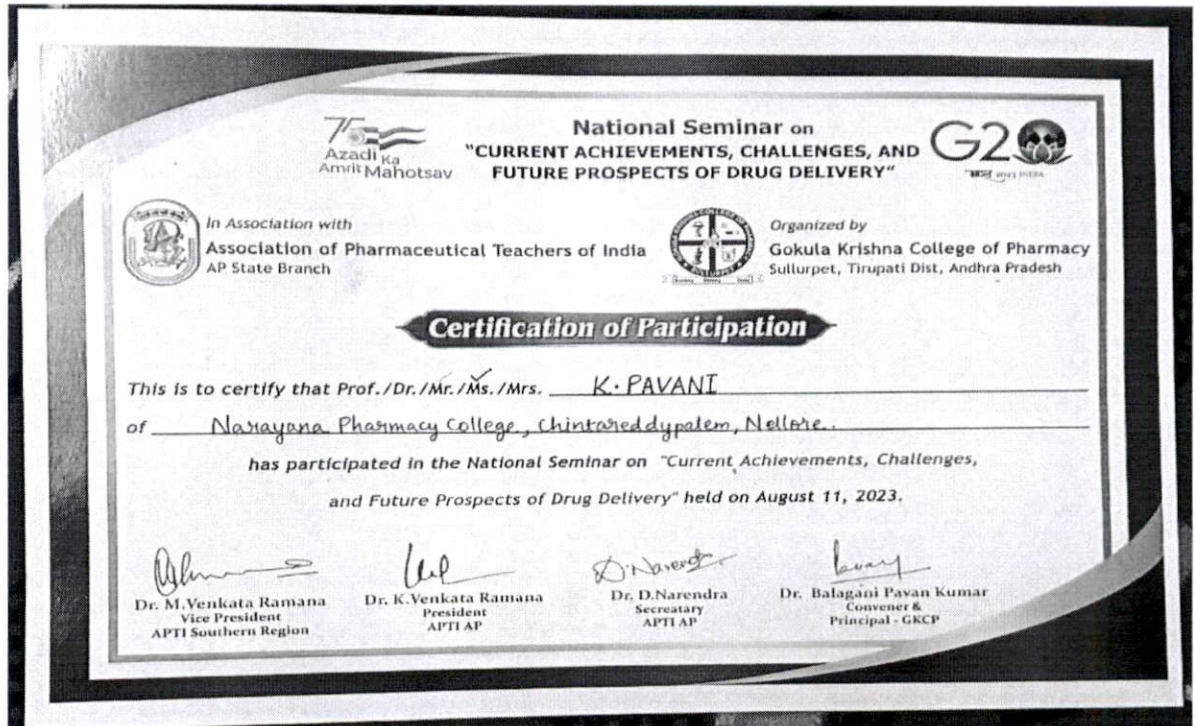 75
Azadi Ka
Amrit Mahotsav
National Seminar on
"CURRENT ACHIEVEMENTS, CHALLENGES, AND
FUTURE PROSPECTS OF DRUG DELIVERY"
G20
In Association with
Association of Pharmaceutical Teachers of India
AP State Branch
Organized by
Gokula Krishna College of Pharmacy
Sullurpet, Tirupati Dist, Andhra Pradesh
Certification of Participation
This is to certify that Prof./Dr./Mr./Ms./Mrs. K. PAVANI
of Narayana Pharmacy College, Chintareddypalem, Nellore.
has participated in the National Seminar on "Current Achievements, Challenges,
and Future Prospects of Drug Delivery" held on August 11, 2023.
D. Narendra
Dr. M.Venkata Ramana
Vice President
APTI Southern Region
Dr. K.Venkata Ramana
President
APTI AP
Dr. D.Narendra
Secreatary
APTI AP
Dr. Balagani Pavan Kumar
Convener &
Principal - GKCP